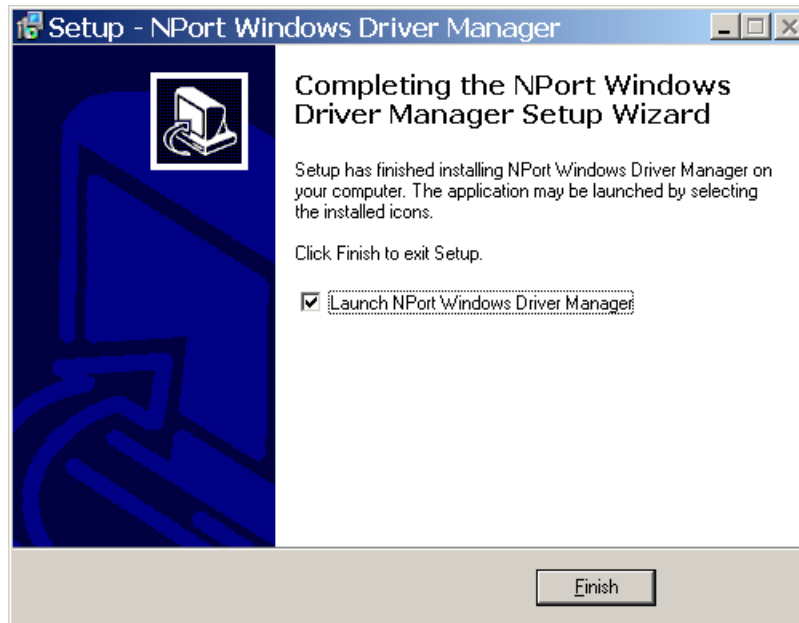 Setup - NPort Windows Driver Manager
Completing the NPort Windows
Driver Manager Setup Wizard
Setup has finished installing NPort Windows Driver Manager on
your computer. The application may be launched by selecting
the installed icons.
Click Finish to exit Setup.
Launch NPort Windows Driver Manager
Finish